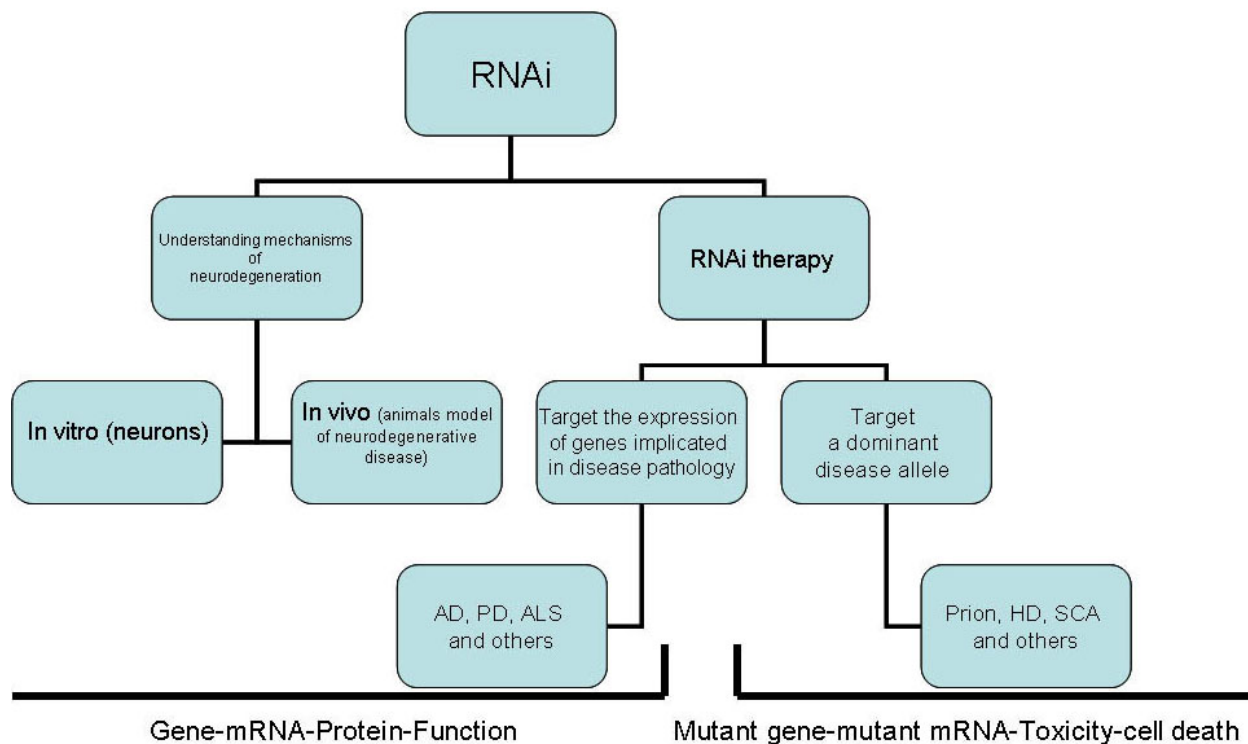 RNAi
Understanding mechanisms
of
neurodegeneration
RNAi therapy
In vitro (neurons)
In vivo (animals model
of neurodegenerative
disease)
Target the expression
of genes implicated
in disease pathology
Target
a dominant
disease allele
AD, PD, ALS
and others
Prion, HD, SCA
and others
Gene-mRNA-Protein-Function
Mutant gene-mutant mRNA-Toxicity-cell death